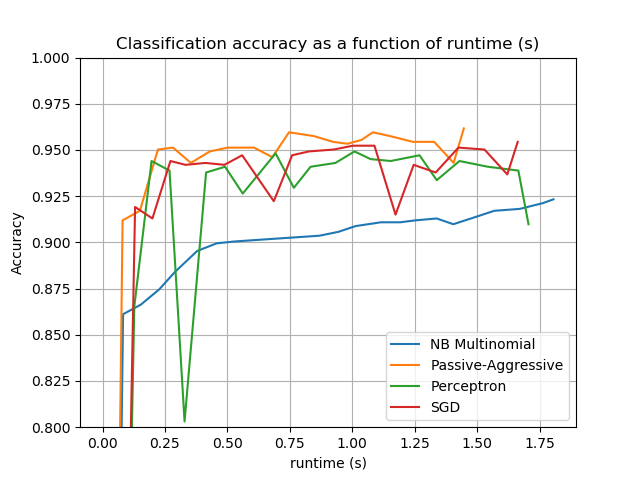 Classification accuracy as a function of runtime (s)
1.000
0.975
0.950
0.925
0.900
0.875
0.850
0.825
0.800
Accuracy
NB Multinomial
Passive-Aggressive
Perceptron
SGD
0.00 0.25 0.50 0.75 1.00 1.25 1.50 1.75
runtime (s)